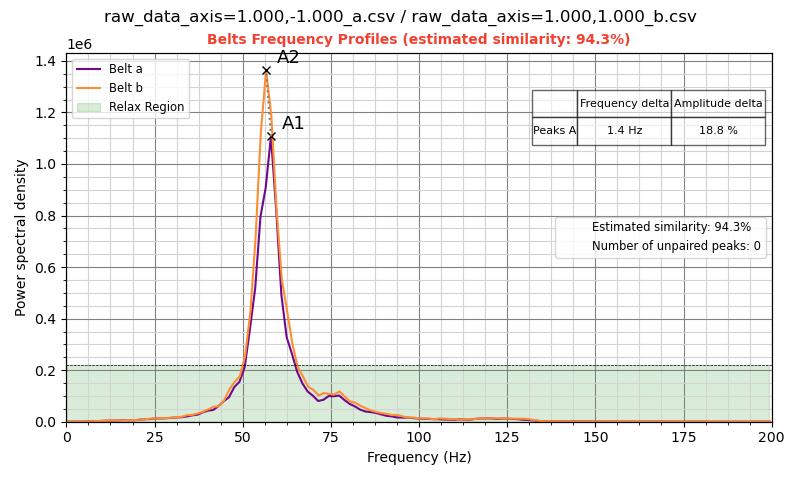 raw_data_axis=1.000,-1.000_a.csv / raw_data_axis=1.000,1.000_b.csv
Belts Frequency Profiles (estimated similarity: 94.3%)
1e6
A2
Belt a
Belt b
Relax Region
A1
Frequency delta Amplitude delta
Peaks A 1.4 Hz 18.8 %
Estimated similarity: 94.3%
Number of unpaired peaks: 0
Power spectral density
1.4
1.2
1.0
0.8
0.6
0.4
0.2
0.0
0 25 50 75 100 125 150 175 200
Frequency (Hz)